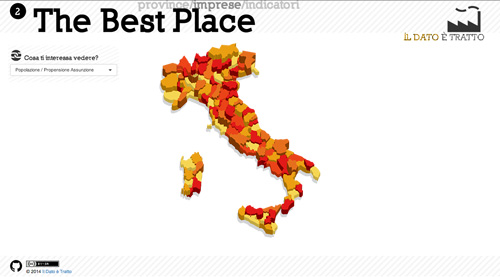 province/imprese/indicatori
2
The Best Place
IL DATO È TRATTO
Cosa ti interessa vedere?
Popolazione / Propensione Assunzione
© 2014 Il Dato è Tratto